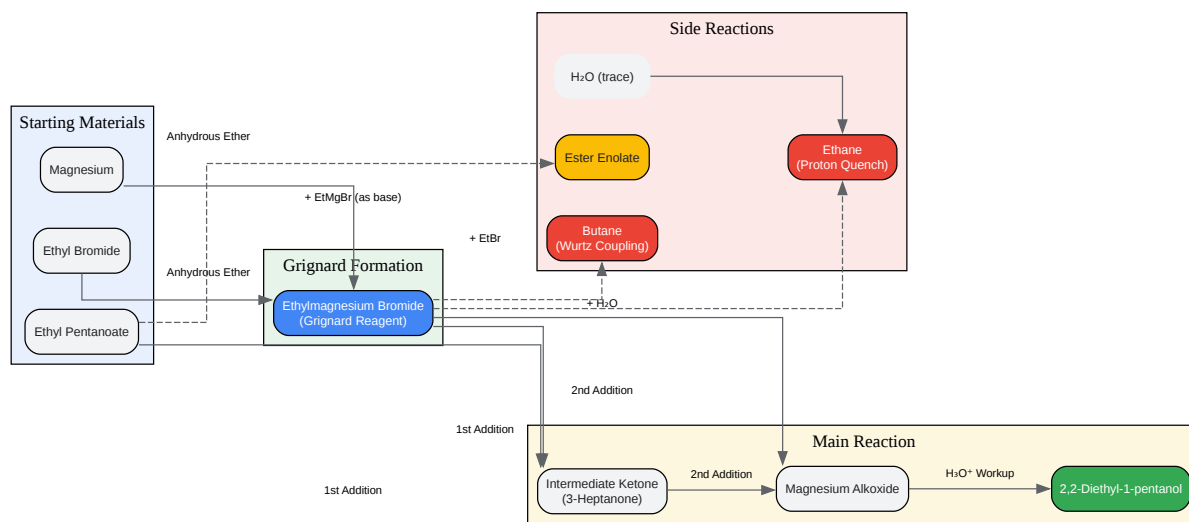 Side Reactions
H₂O (trace)
Starting Materials
Anhydrous Ether
Magnesium
Ester Enolate
Ethane
(Proton Quench)
+ EtMgBr (as base)
Ethyl Bromide
+ EtBr
Butane
(Wurtz Coupling)
Anhydrous Ether
Grignard Formation
Ethylmagnesium Bromide
(Grignard Reagent)
+ H₂O
Ethyl Pentanoate
2nd Addition
1st Addition
Main Reaction
1st Addition
Intermediate Ketone
(3-Heptanone)
2nd Addition
Magnesium Alkoxide
H₃O⁺ Workup
2,2-Diethyl-1-pentanol